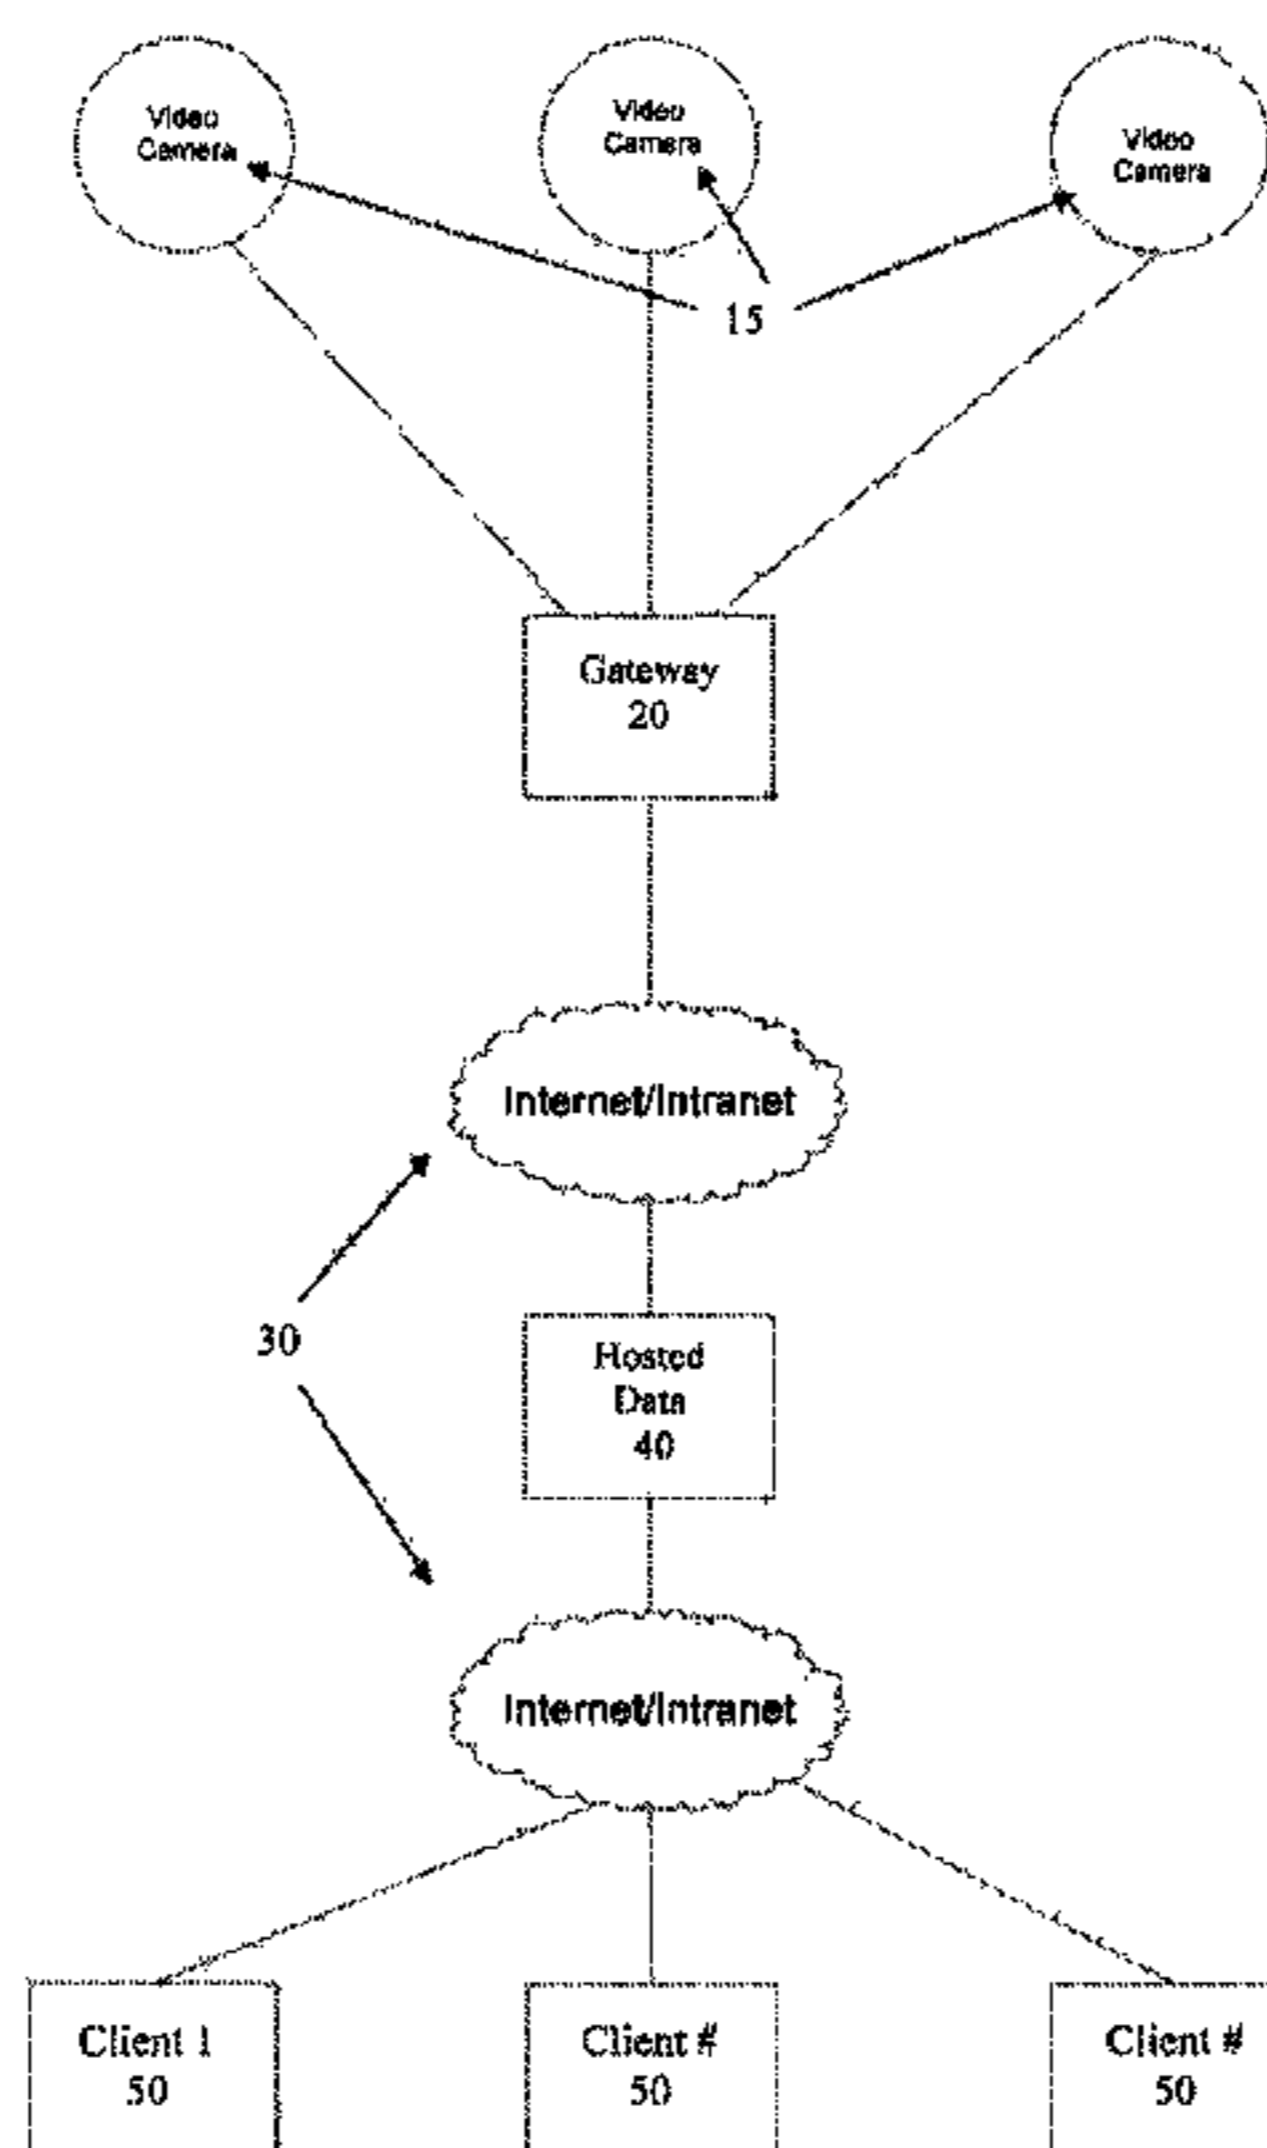 Video
Camera
Video
Camera
Video
Camera
15
Gateway
20
Internet/Intranet
30
Hosted
Data
40
Internet/Intranet
Client 1
50
Client #
50
Client #
50